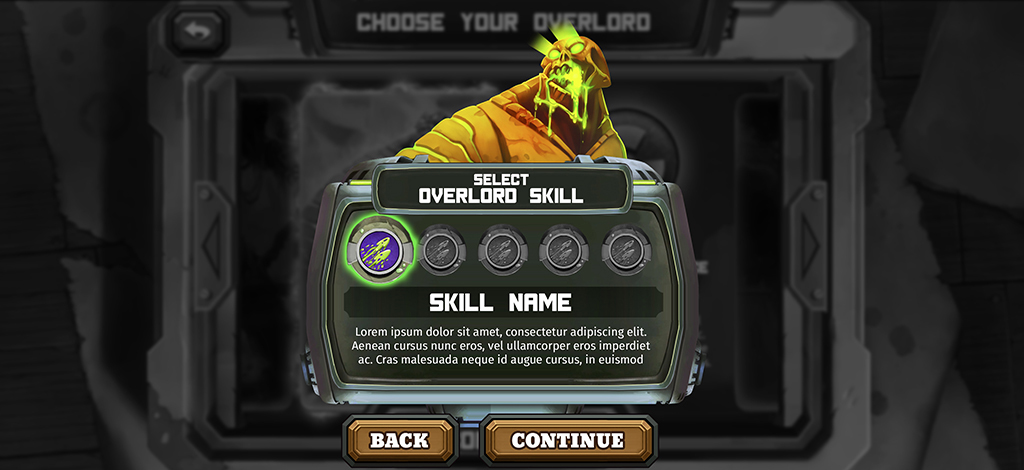 CHOOSE YOUR OVERLORD
SELECT
OVERLORD SKILL
SKILL NAME
Lorem ipsum dolor sit amet, consectetur adipiscing elit.
Aenean cursus nunc eros, vel ullamcorper eros imperdiet
ac. Cras malesuada neque id augue cursus, in euismod
BACK
CONTINUE